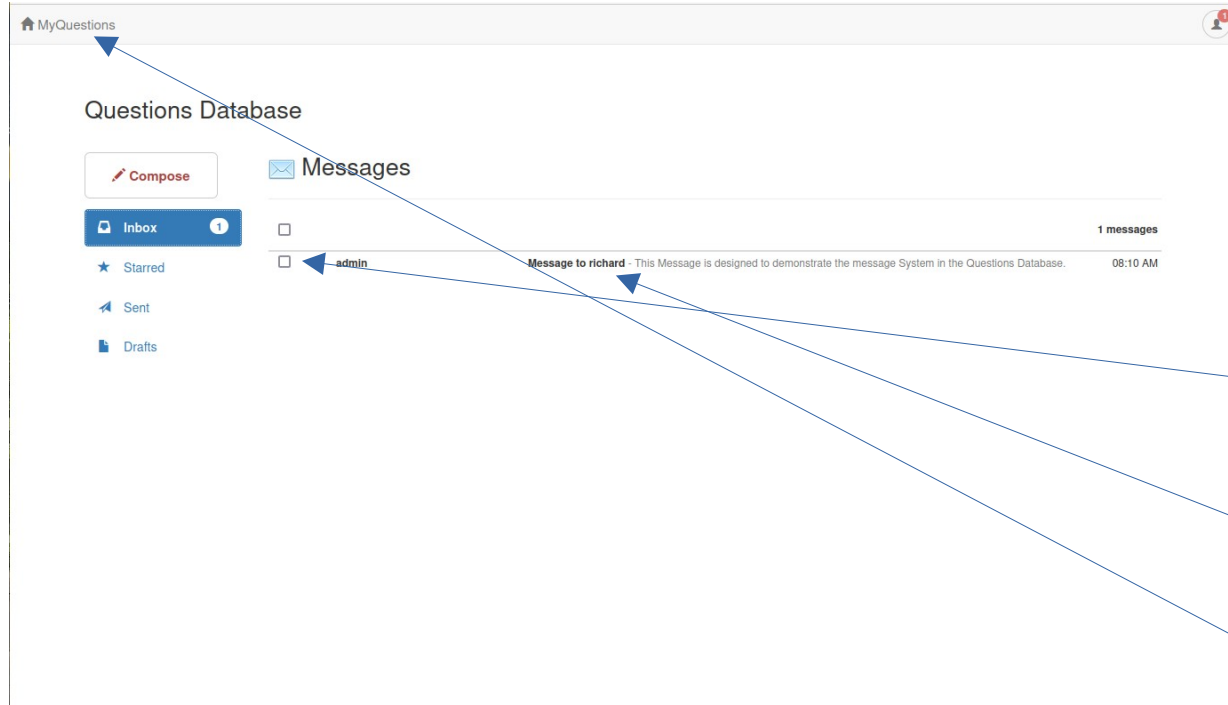 MyQuestions
1
Questions Database
Compose
Messages
Inbox 1
1 messages
admin Message to richard - This Message is designed to demonstrate the message System in the Questions Database. 08:10 AM
Starred
Sent
Drafts